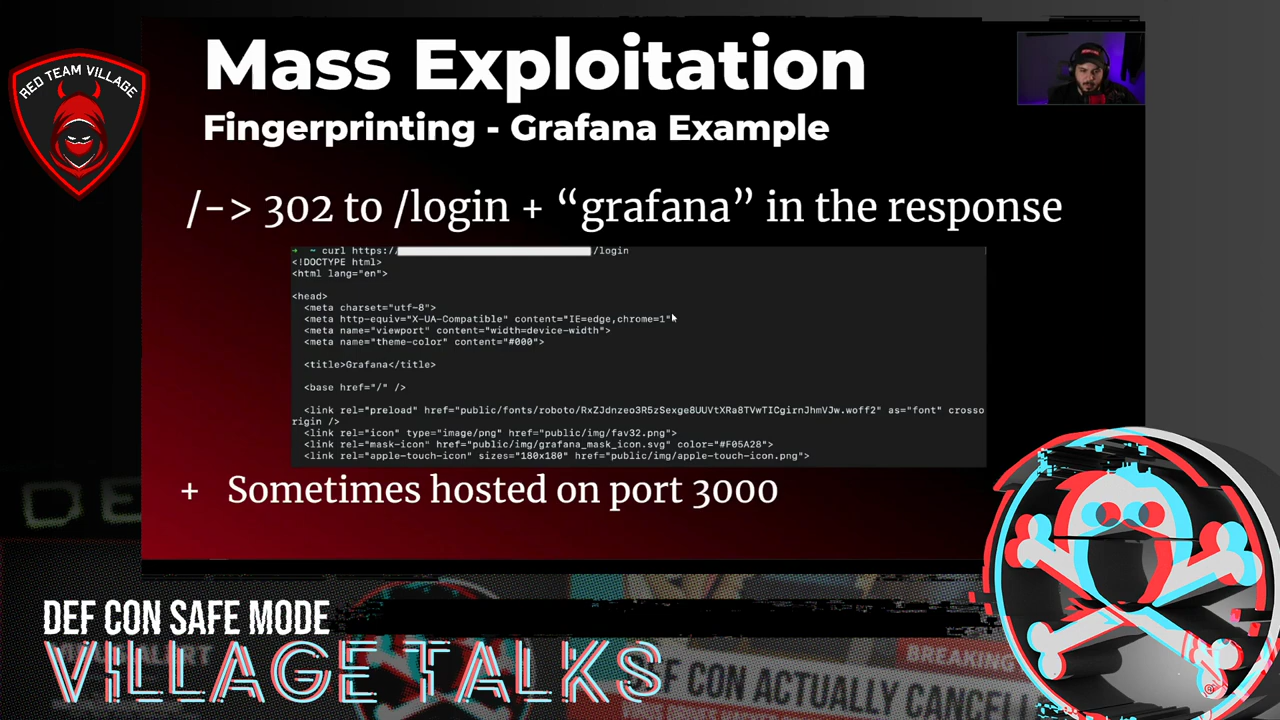 RED TEAM VILLAGE
Mass Exploitation
Fingerprinting - Grafana Example
/-> 302 to /login + “grafana” in the response
→ ~ curl https:// /login
<!DOCTYPE html>
<html lang="en">
<head>
<meta charset="utf-8">
<meta http-equiv="X-UA-Compatible" content="IE=edge,chrome=1"
<meta name="viewport" content="width=device-width">
<meta name="theme-color" content="#000">
<title>Grafana</title>
<base href="/" />
<link rel="preload" href="public/fonts/roboto/RxZJdnzeo3R5zSexge8UUVtXRa8TVwTICgirnJhmVJw.woff2" as="font" crosso
rigin />
<link rel="icon" type="image/png" href="public/img/fav32.png">
<link rel="mask-icon" href="public/img/grafana_mask_icon.svg" color="#F05A28">
<link rel="apple-touch-icon" sizes="180x180" href="public/img/apple-touch-icon.png">
+ Sometimes hosted on port 3000
DEF CON SAFE MODE
VILLAGE TALKS
BREAKING
DEF CON ACTUALLY CANCELL